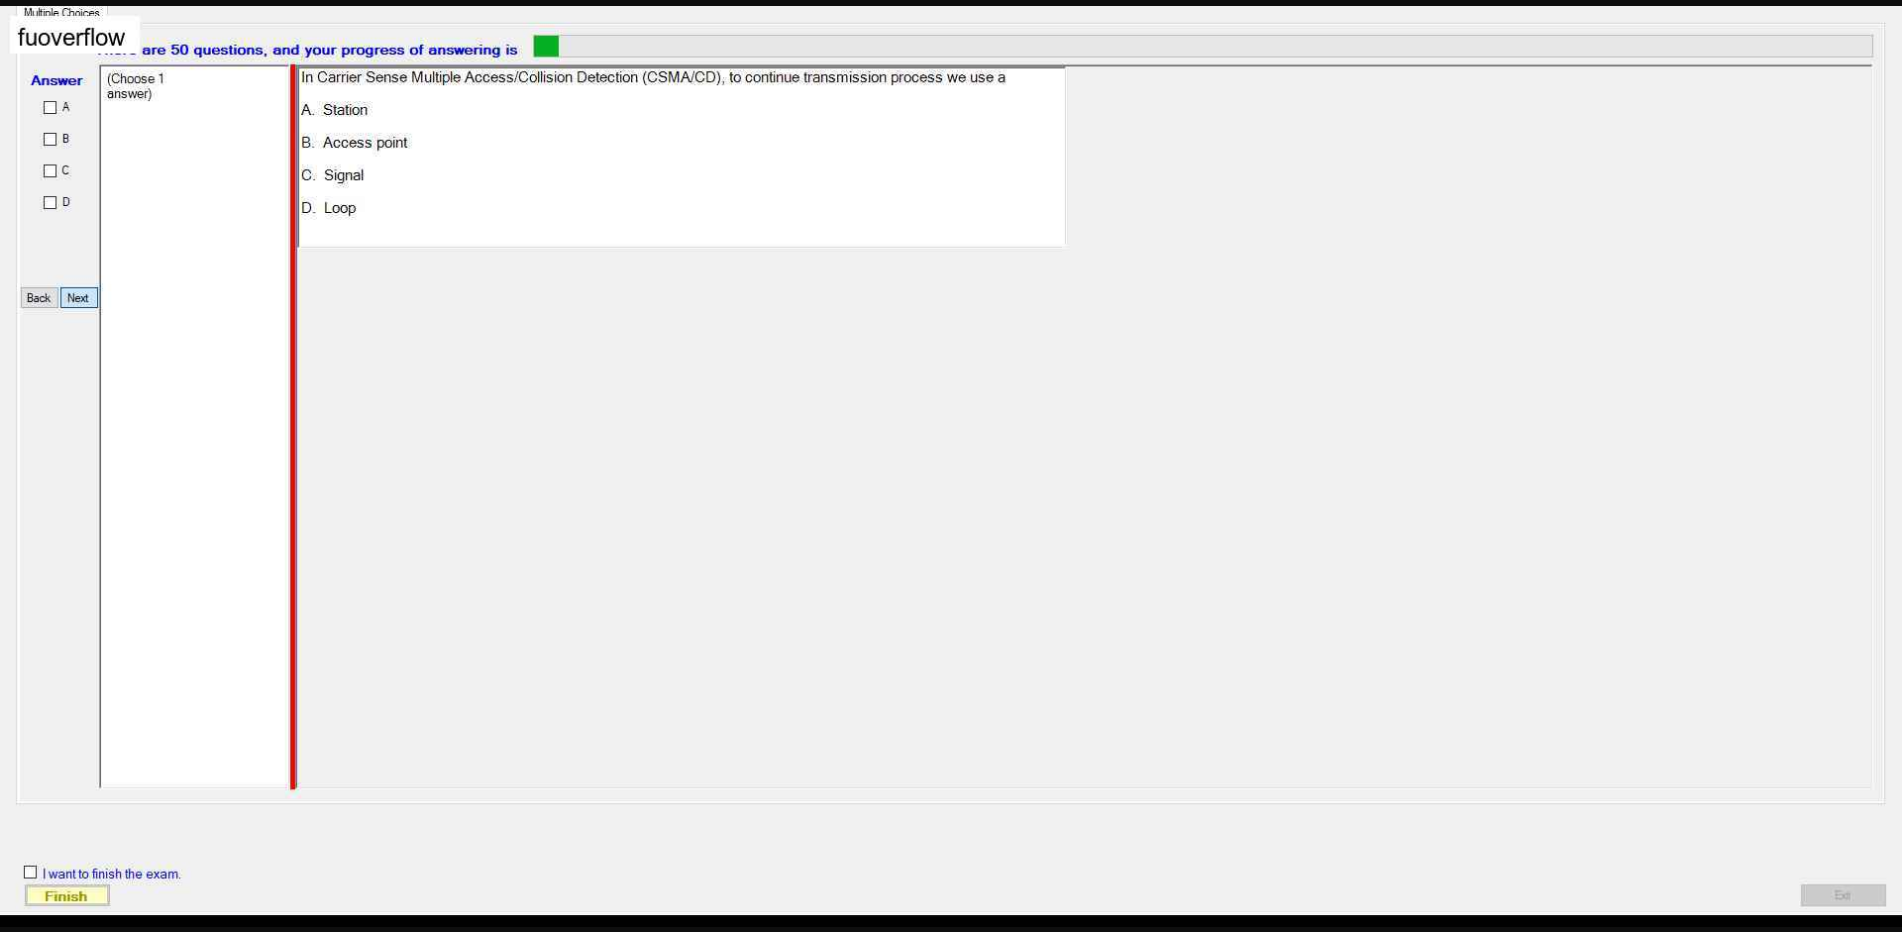 Multiple Choices
fuoverflow
are 50 questions, and your progress of answering is
Answer
(Choose 1
answer)
A
B
C
D
Back
Next
In Carrier Sense Multiple Access/Collision Detection (CSMA/CD), to continue transmission process we use a
A. Station
B. Access point
C. Signal
D. Loop
I want to finish the exam.
Finish
Exit